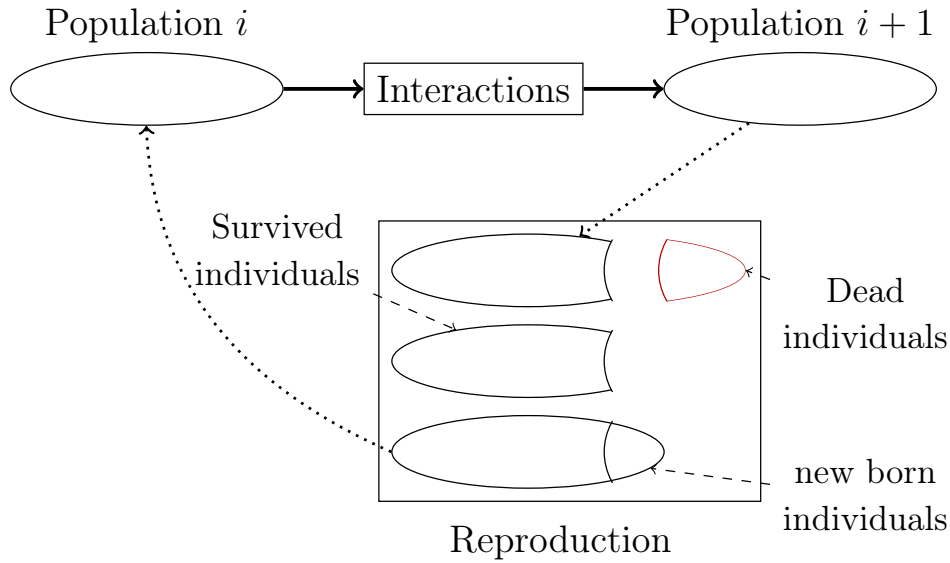 Population i
Population i + 1
Interactions
Survived
individuals
Dead
individuals
new born
individuals
Reproduction